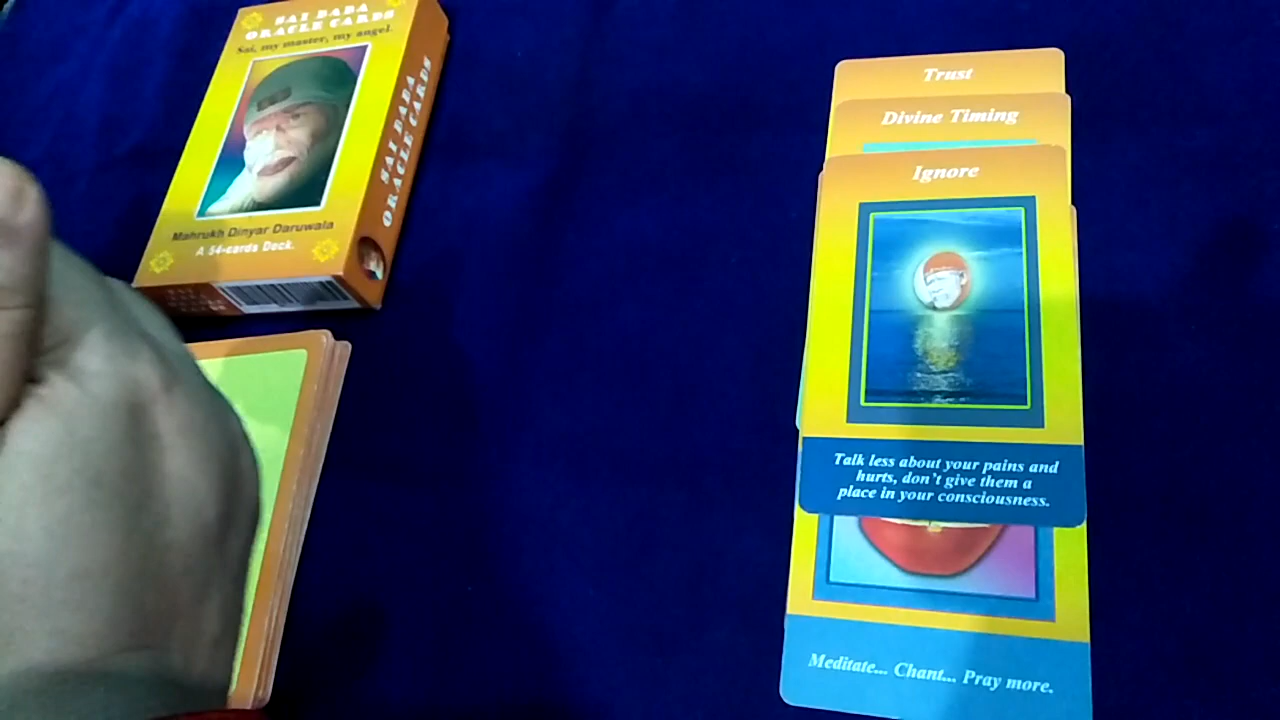 SAI BABA
ORACLE CARDS
Sai, my master, my angel.
SAI BABA
ORACLE CARDS
Mahrukh Dinyar Daruwala
A 54-cards Deck.
Trust
Divine Timing
Ignore
Talk less about your pains and
hurts, don't give them a
place in your consciousness.
Meditate... Chant... Pray more.